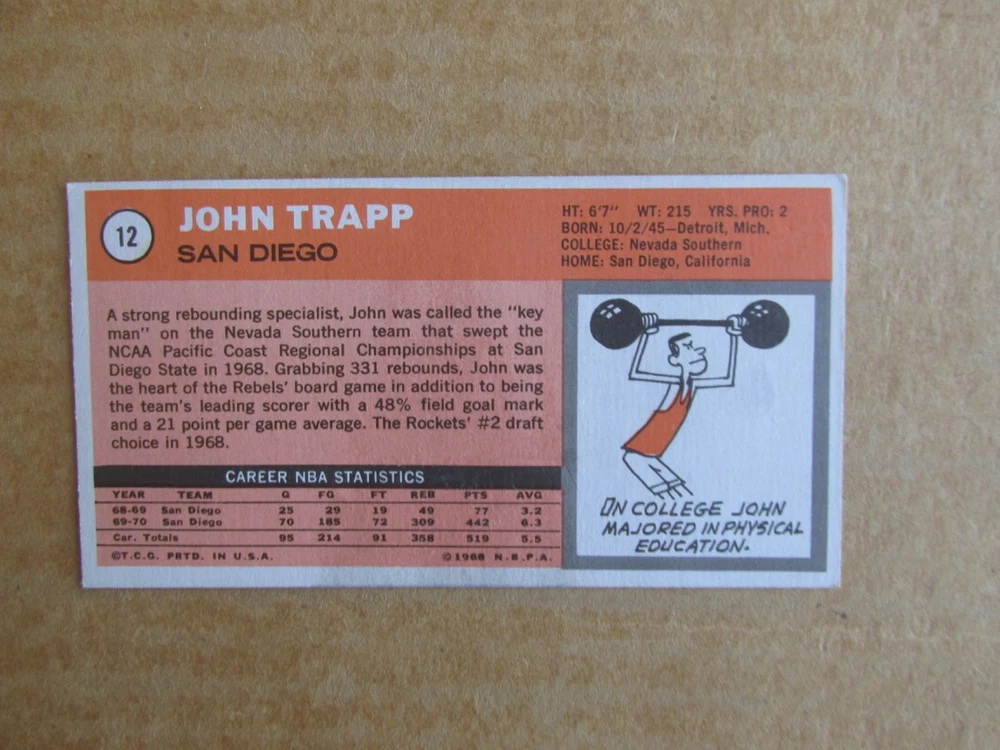 12
JOHN TRAPP
SAN DIEGO
HT: 6'7" WT: 215 YRS. PRO: 2
BORN: 10/2/45—Detroit, Mich.
COLLEGE: Nevada Southern
HOME: San Diego, California
A strong rebounding specialist, John was called the "key
man" on the Nevada Southern team that swept the
NCAA Pacific Coast Regional Championships at San
Diego State in 1968. Grabbing 331 rebounds, John was
the heart of the Rebels' board game in addition to being
the team's leading scorer with a 48% field goal mark
and a 21 point per game average. The Rockets' #2 draft
choice in 1968.
CAREER NBA STATISTICS
YEAR TEAM G FG FT REB PTS AVG
68-69 San Diego 25 29 19 49 77 3.2
69-70 San Diego 70 185 72 309 442 6.3
Car. Totals 95 214 91 358 519 5.5
©T.C.G. PRTD. IN U.S.A. ©1968 N.B.P.A.
IN COLLEGE JOHN
MAJORED IN PHYSICAL
EDUCATION.